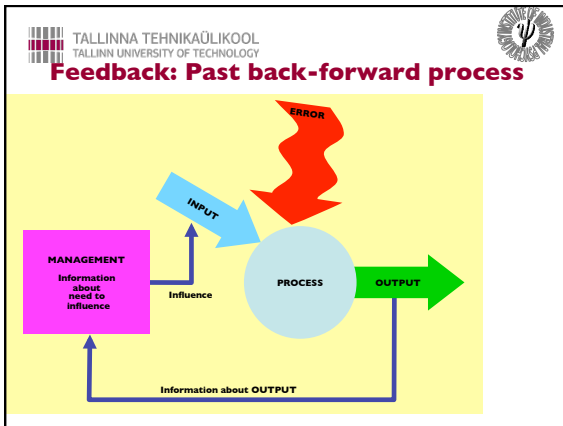 TALLINNA TEHNIKAÜLIKOOL
TALLINN UNIVERSITY OF TECHNOLOGY
Feedback: Past back-forward process
ERROR
INPUT
MANAGEMENT
Information
about
need to
influence
Influence
PROCESS
OUTPUT
Information about OUTPUT